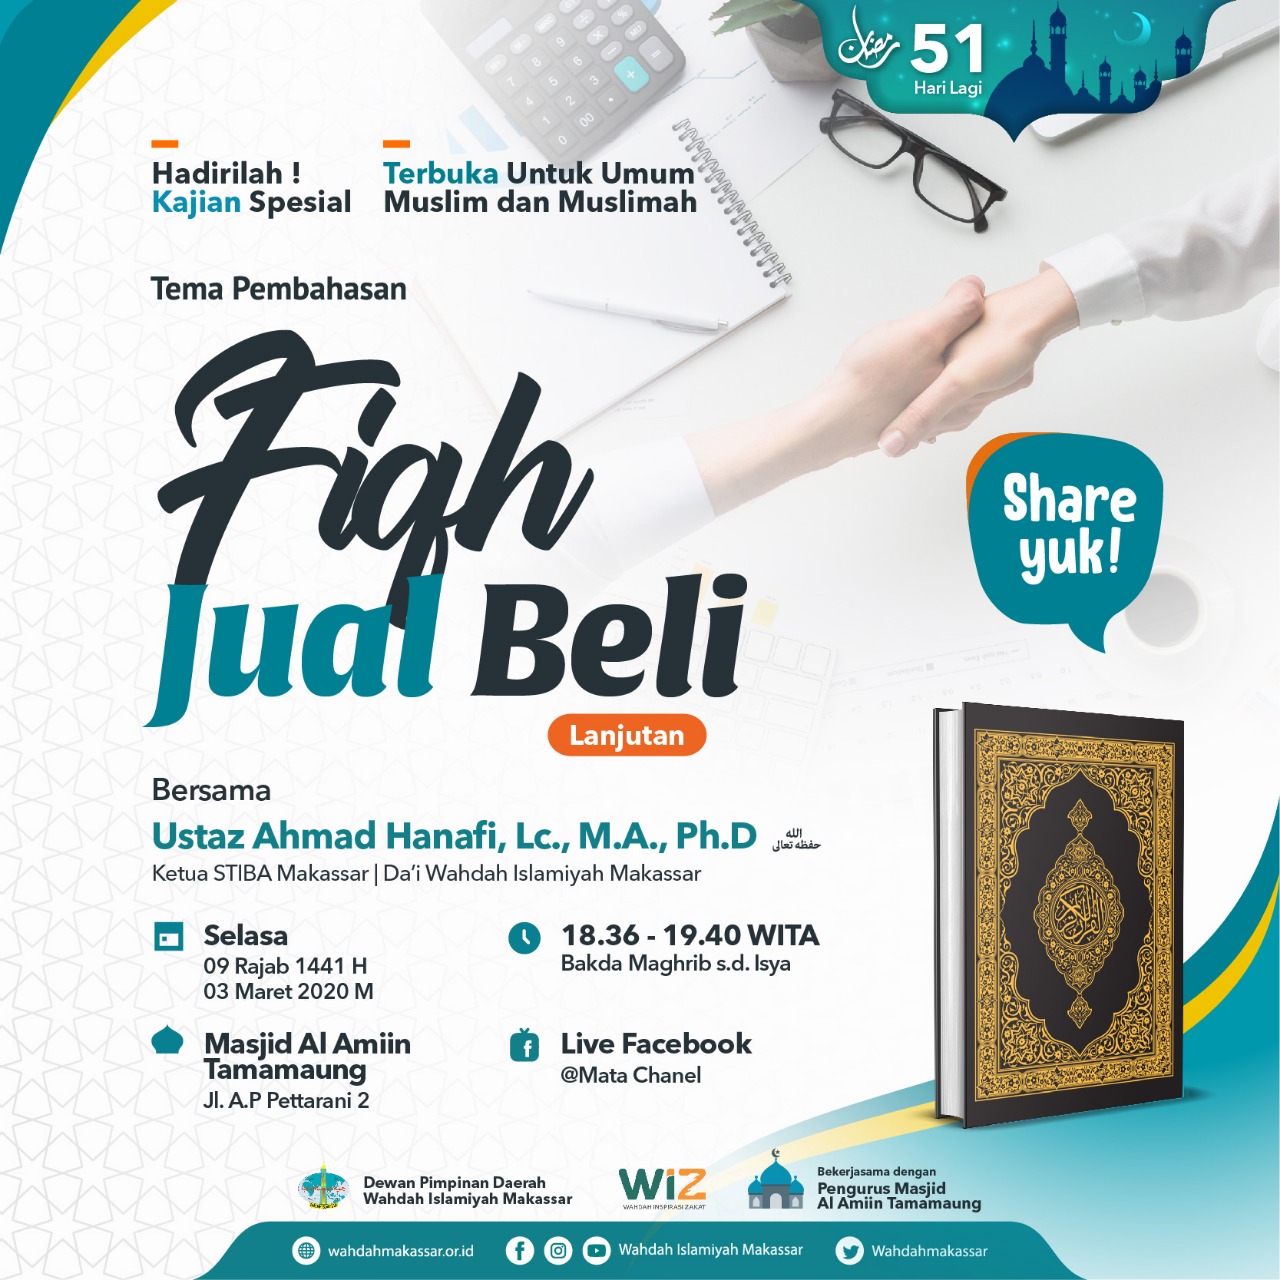 رمضان
51
Hari Lagi
Hadirilah !
Kajian Spesial
Terbuka Untuk Umum
Muslim dan Muslimah
Tema Pembahasan
Fiqh
Jual Beli
Lanjutan
Share
yuk!
Bersama
Ustaz Ahmad Hanafi, Lc., M.A., Ph.D حفظه الله تعالى
Ketua STIBA Makassar | Da'i Wahdah Islamiyah Makassar
Selasa
09 Rajab 1441 H
03 Maret 2020 M
18.36 - 19.40 WITA
Bakda Maghrib s.d. Isya
Masjid Al Amiin
Tamamaung
Jl. A.P Pettarani 2
Live Facebook
@Mata Chanel
Dewan Pimpinan Daerah
Wahdah Islamiyah Makassar
WIZ
WAHDAH INSPIRASI ZAKAT
Bekerjasama dengan
Pengurus Masjid
Al Amiin Tamamaung
wahdahmakassar.or.id
Wahdah Islamiyah Makassar
Wahdahmakassar